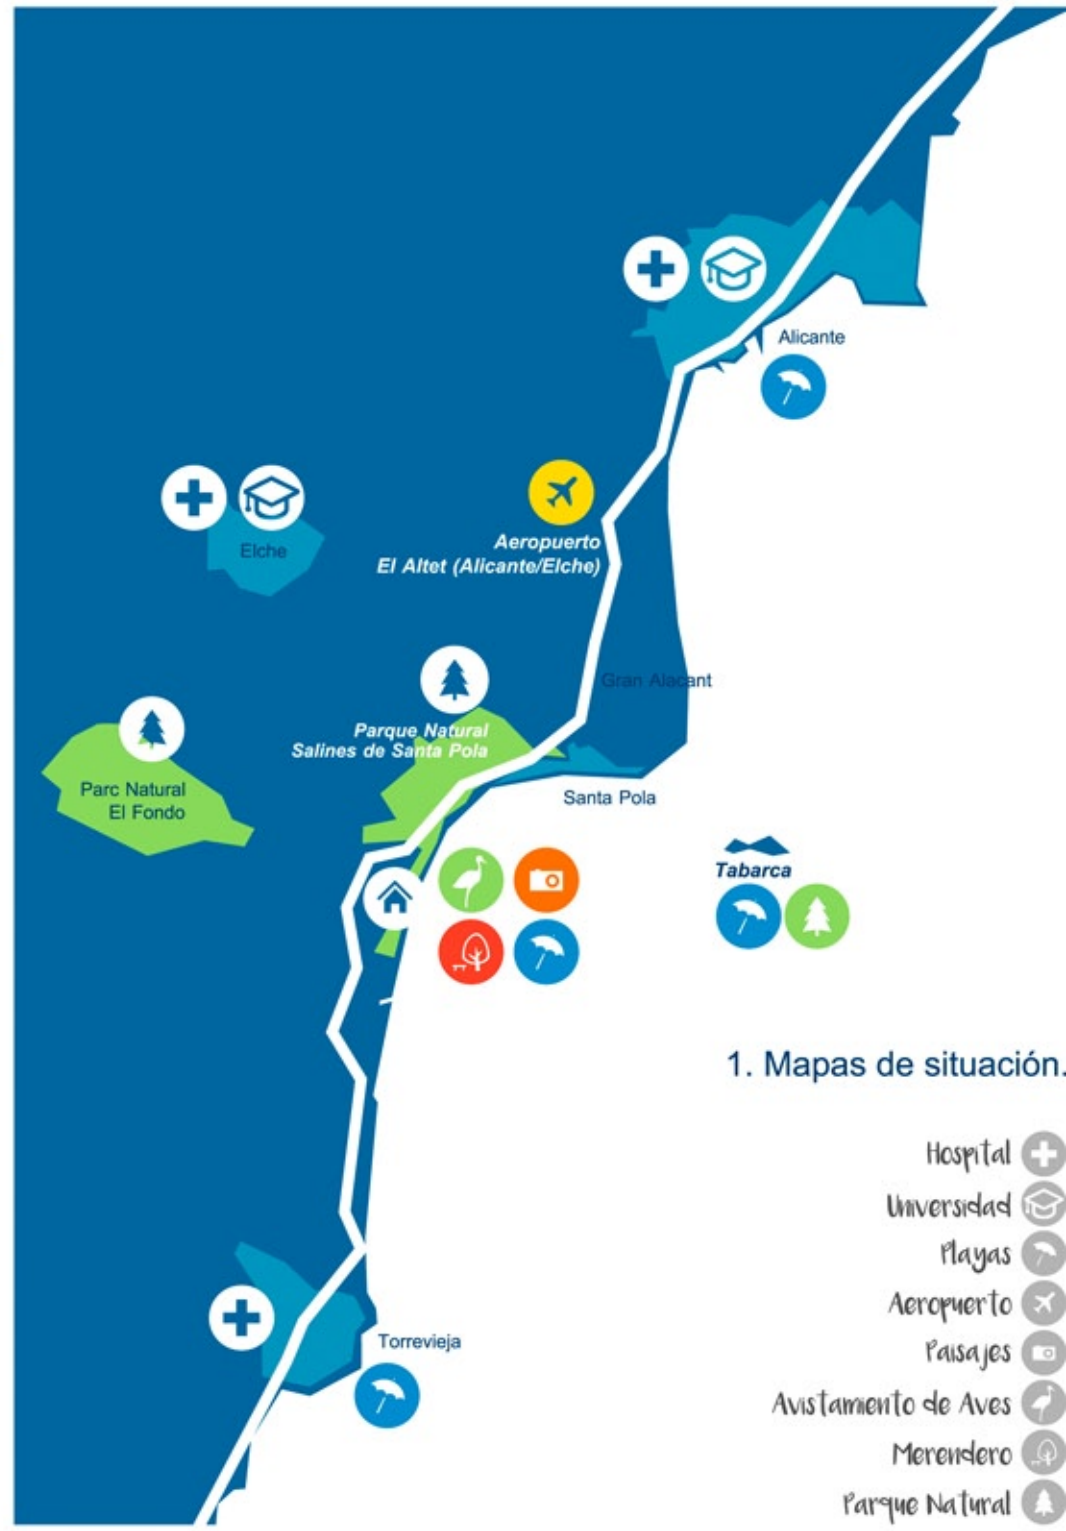 Alicante
Elche
Aeropuerto
El Altet (Alicante/Elche)
Gran Alacant
Parque Natural
Salines de Santa Pola
Parc Natural
El Fondo
Santa Pola
Tabarca
1. Mapas de situación.
Hospital
Universidad
Playas
Aeropuerto
Paisajes
Torrevieja
Avistamiento de Aves
Merendero
Parque Natural